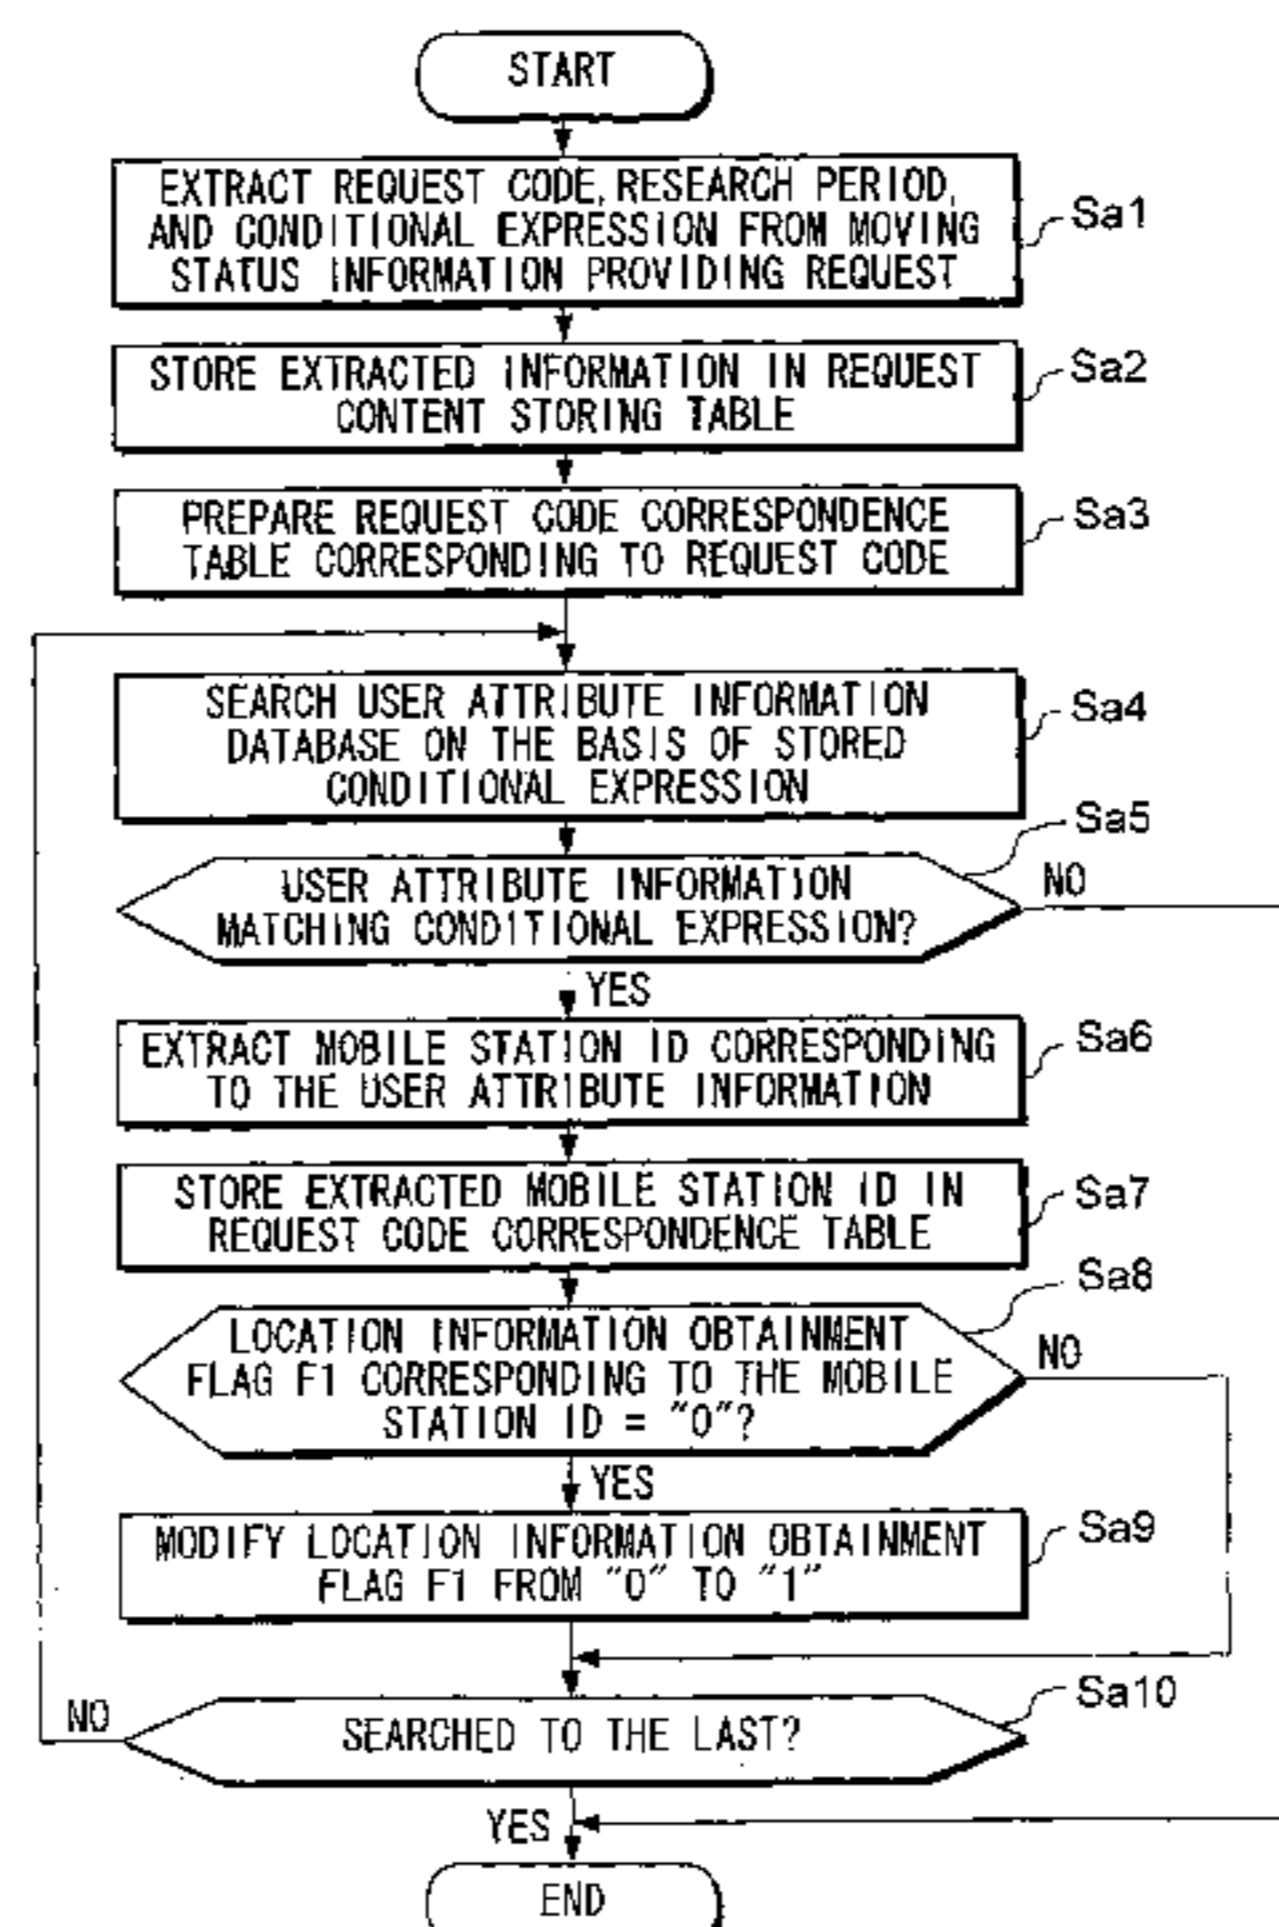 START
EXTRACT REQUEST CODE, RESEARCH PERIOD,
AND CONDITIONAL EXPRESSION FROM MOVING
STATUS INFORMATION PROVIDING REQUEST
Sa1
STORE EXTRACTED INFORMATION IN REQUEST
CONTENT STORING TABLE
Sa2
PREPARE REQUEST CODE CORRESPONDENCE
TABLE CORRESPONDING TO REQUEST CODE
Sa3
SEARCH USER ATTRIBUTE INFORMATION
DATABASE ON THE BASIS OF STORED
CONDITIONAL EXPRESSION
Sa4
USER ATTRIBUTE INFORMATION
MATCHING CONDITIONAL EXPRESSION?
Sa5
NO
YES
EXTRACT MOBILE STATION ID CORRESPONDING
TO THE USER ATTRIBUTE INFORMATION
Sa6
STORE EXTRACTED MOBILE STATION ID IN
REQUEST CODE CORRESPONDENCE TABLE
Sa7
LOCATION INFORMATION OBTAINMENT
FLAG F1 CORRESPONDING TO THE MOBILE
STATION ID = "0"?
Sa8
NO
YES
MODIFY LOCATION INFORMATION OBTAINMENT
FLAG F1 FROM "0" TO "1"
Sa9
NO
SEARCHED TO THE LAST?
Sa10
YES
END